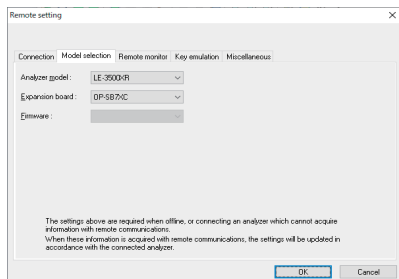 Remote setting
Connection Model selection Remote monitor Key emulation Miscellaneous
Analyzer model : LE-3500XR
Expansion board : OP-SB7XC
Firmware :
The settings above are required when offline, or connecting an analyzer which cannot acquire
information with remote communications.
When these information is acquired with remote communications, the settings will be updated in
accordance with the connected analyzer.
OK Cancel